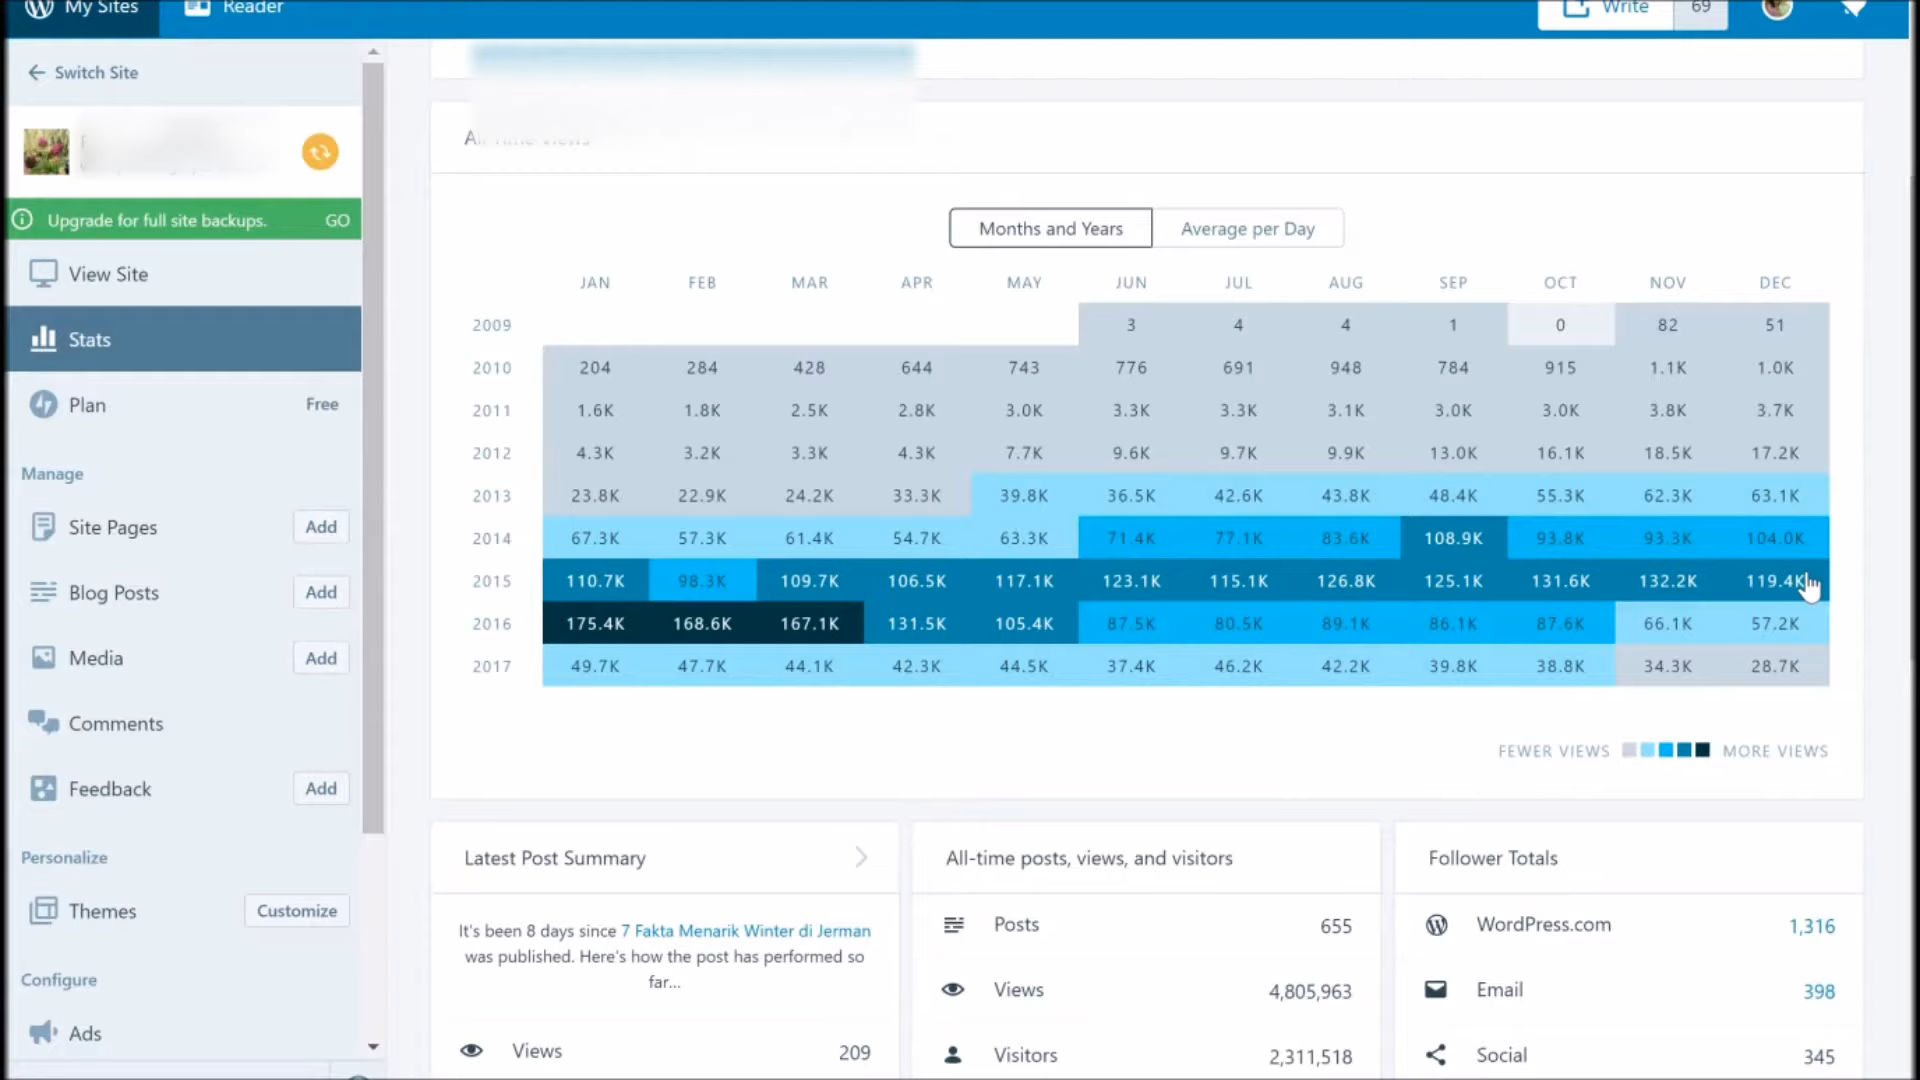 My Sites
Reader
Write
69
Switch Site
Upgrade for full site backups. GO
View Site
Stats
Plan Free
Manage
Site Pages Add
Blog Posts Add
Media Add
Comments
Feedback Add
Personalize
Themes Customize
Configure
Ads
Months and Years Average per Day
JAN FEB MAR APR MAY JUN JUL AUG SEP OCT NOV DEC
2009 3 4 4 1 0 82 51
2010 204 284 428 644 743 776 691 948 784 915 1.1K 1.0K
2011 1.6K 1.8K 2.5K 2.8K 3.0K 3.3K 3.3K 3.1K 3.0K 3.0K 3.8K 3.7K
2012 4.3K 3.2K 3.3K 4.3K 7.7K 9.6K 9.7K 9.9K 13.0K 16.1K 18.5K 17.2K
2013 23.8K 22.9K 24.2K 33.3K 39.8K 36.5K 42.6K 43.8K 48.4K 55.3K 62.3K 63.1K
2014 67.3K 57.3K 61.4K 54.7K 63.3K 71.4K 77.1K 83.6K 108.9K 93.8K 93.3K 104.0K
2015 110.7K 98.3K 109.7K 106.5K 117.1K 123.1K 115.1K 126.8K 125.1K 131.6K 132.2K 119.4K
2016 175.4K 168.6K 167.1K 131.5K 105.4K 87.5K 80.5K 89.1K 86.1K 87.6K 66.1K 57.2K
2017 49.7K 47.7K 44.1K 42.3K 44.5K 37.4K 46.2K 42.2K 39.8K 38.8K 34.3K 28.7K
FEWER VIEWS MORE VIEWS
Latest Post Summary
It's been 8 days since 7 Fakta Menarik Winter di Jerman
was published. Here's how the post has performed so
far...
Views 209
All-time posts, views, and visitors
Posts 655
Views 4,805,963
Visitors 2,311,518
Follower Totals
WordPress.com 1,316
Email 398
Social 345